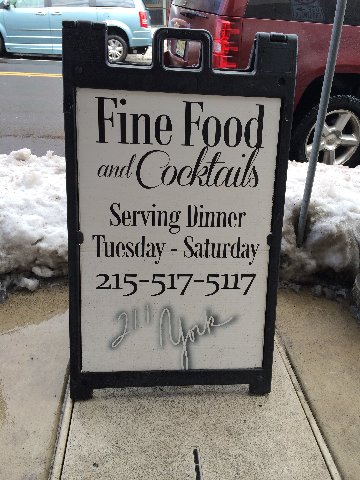 Fine Food
and Cocktails
Serving Dinner
Tuesday - Saturday
215-517-5117
211 York